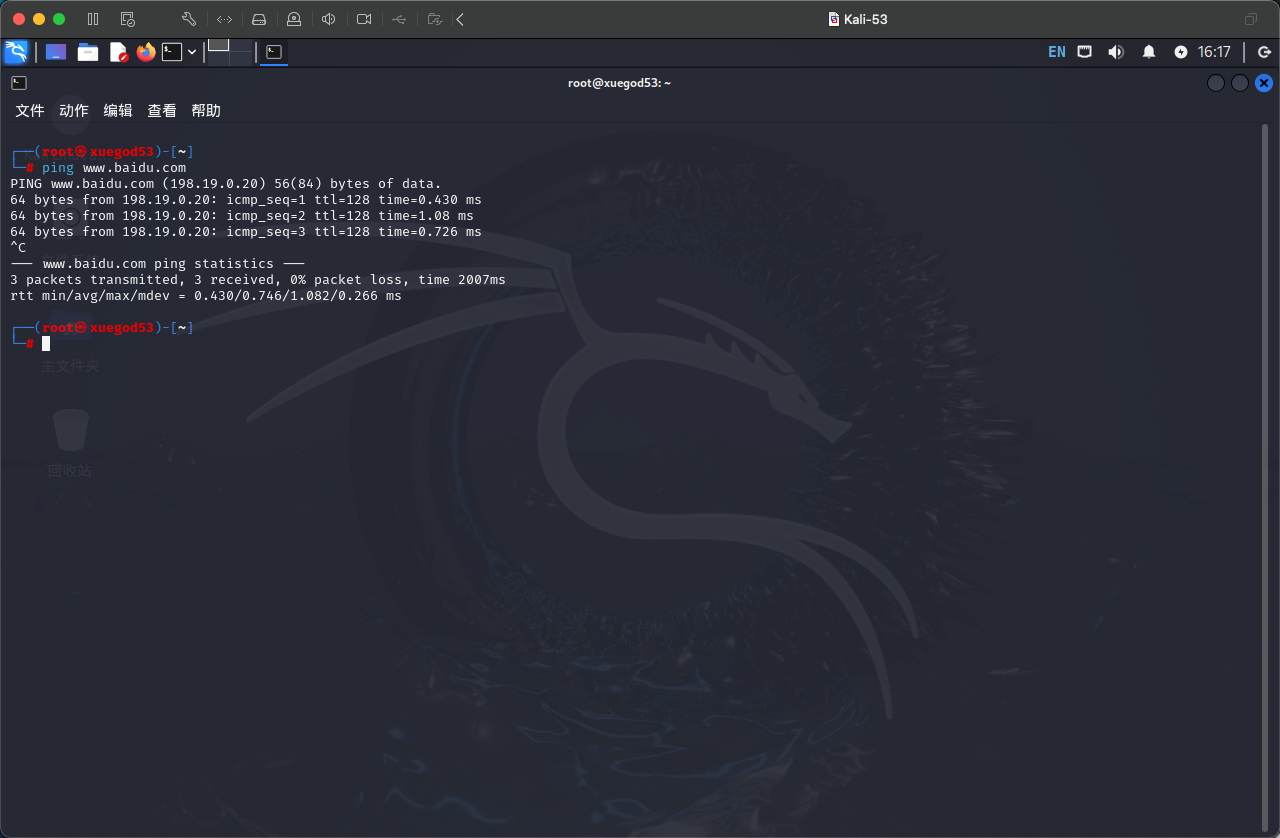 Kali-53
EN
16:17
root@xuegod53: ~
文件 动作 编辑 查看 帮助
┌──(root㉿xuegod53)-[~]
└─# ping www.baidu.com
PING www.baidu.com (198.19.0.20) 56(84) bytes of data.
64 bytes from 198.19.0.20: icmp_seq=1 ttl=128 time=0.430 ms
64 bytes from 198.19.0.20: icmp_seq=2 ttl=128 time=1.08 ms
64 bytes from 198.19.0.20: icmp_seq=3 ttl=128 time=0.726 ms
^C
--- www.baidu.com ping statistics ---
3 packets transmitted, 3 received, 0% packet loss, time 2007ms
rtt min/avg/max/mdev = 0.430/0.746/1.082/0.266 ms
┌──(root㉿xuegod53)-[~]
└─#
主文件夹
回收站